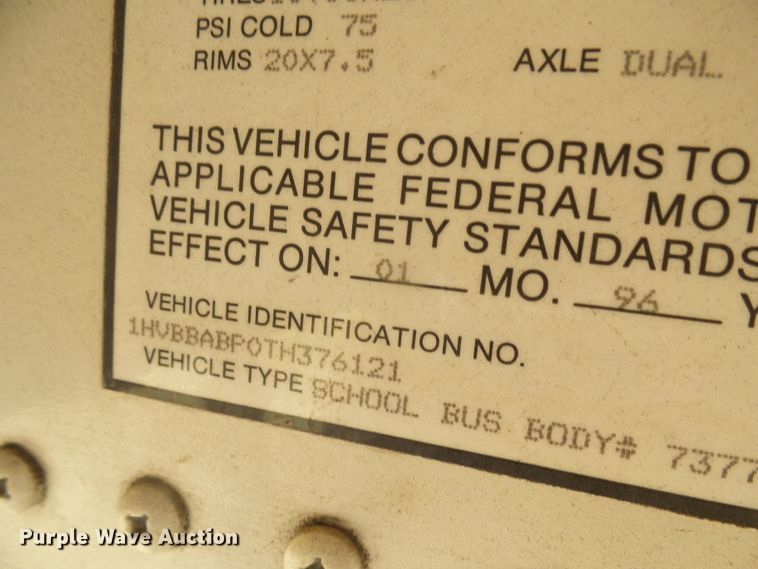 PSI COLD 75
RIMS 20X7.5 AXLE DUAL
THIS VEHICLE CONFORMS TO
APPLICABLE FEDERAL MOT
VEHICLE SAFETY STANDARDS
EFFECT ON: 01 MO. 96 Y
VEHICLE IDENTIFICATION NO.
1HVBBABP0TH376121
VEHICLE TYPE SCHOOL BUS BODY# 7377
Purple Wave Auction